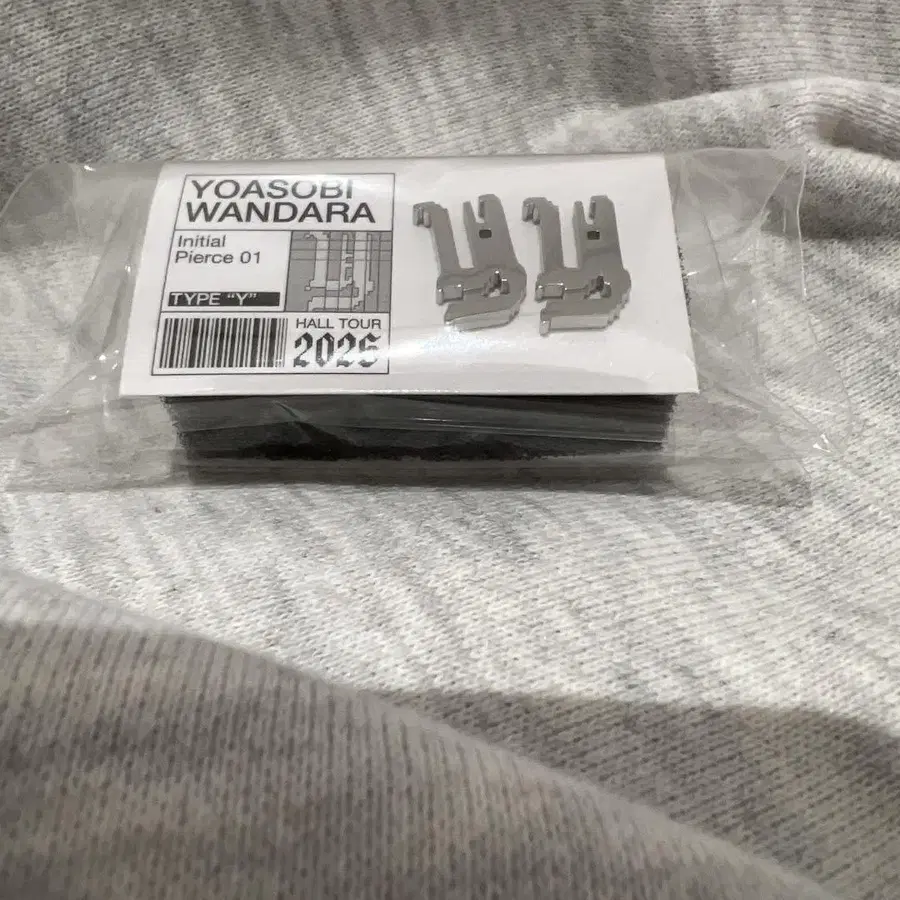 YOASOBI
WANDARA
Initial
Pierce 01
TYPE “Y”
HALL TOUR
2025